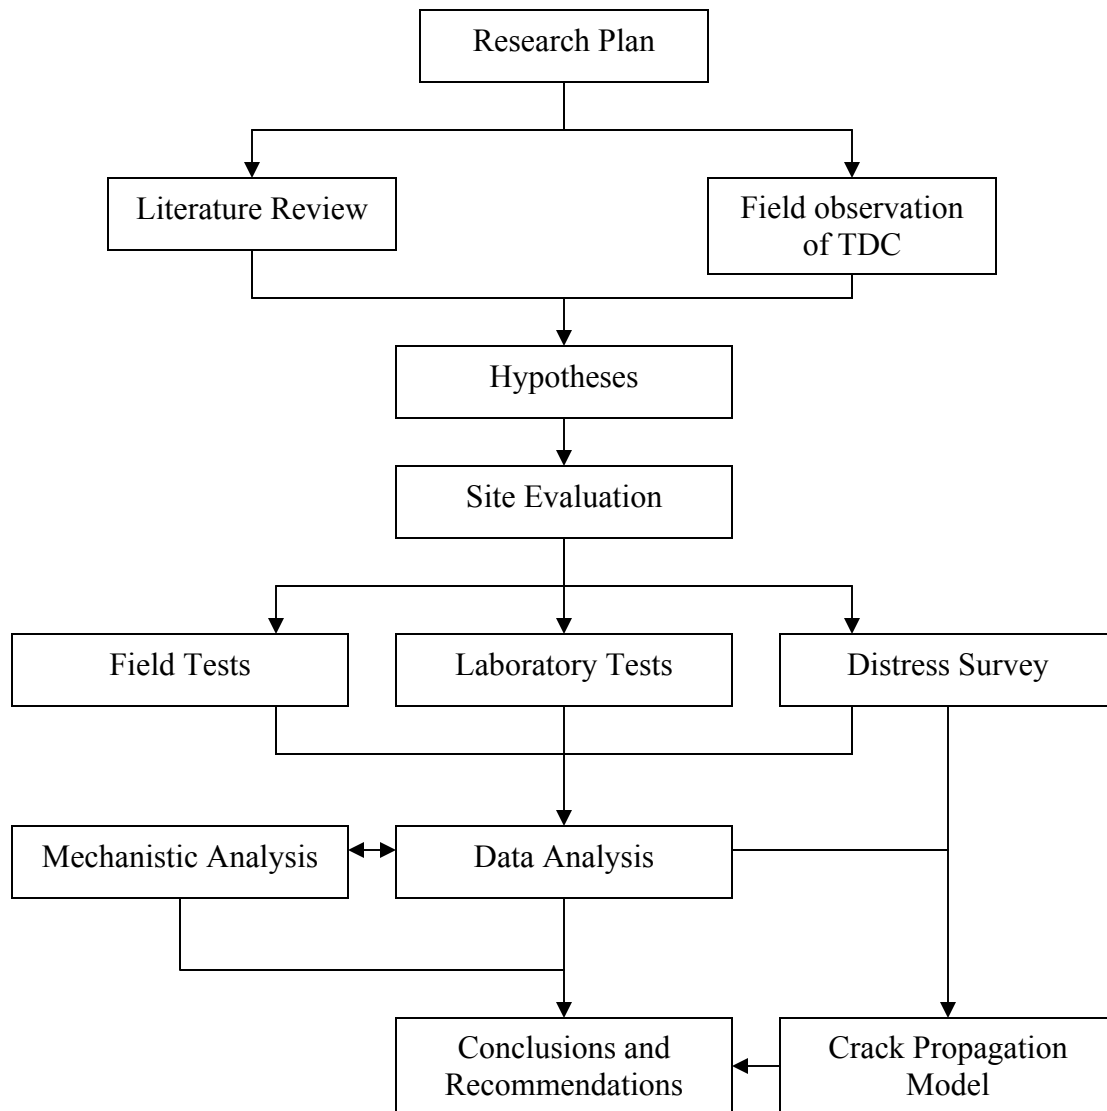 Research Plan
Literature Review
Field observation
of TDC
Hypotheses
Site Evaluation
Field Tests
Laboratory Tests
Distress Survey
Mechanistic Analysis
Data Analysis
Conclusions and
Recommendations
Crack Propagation
Model